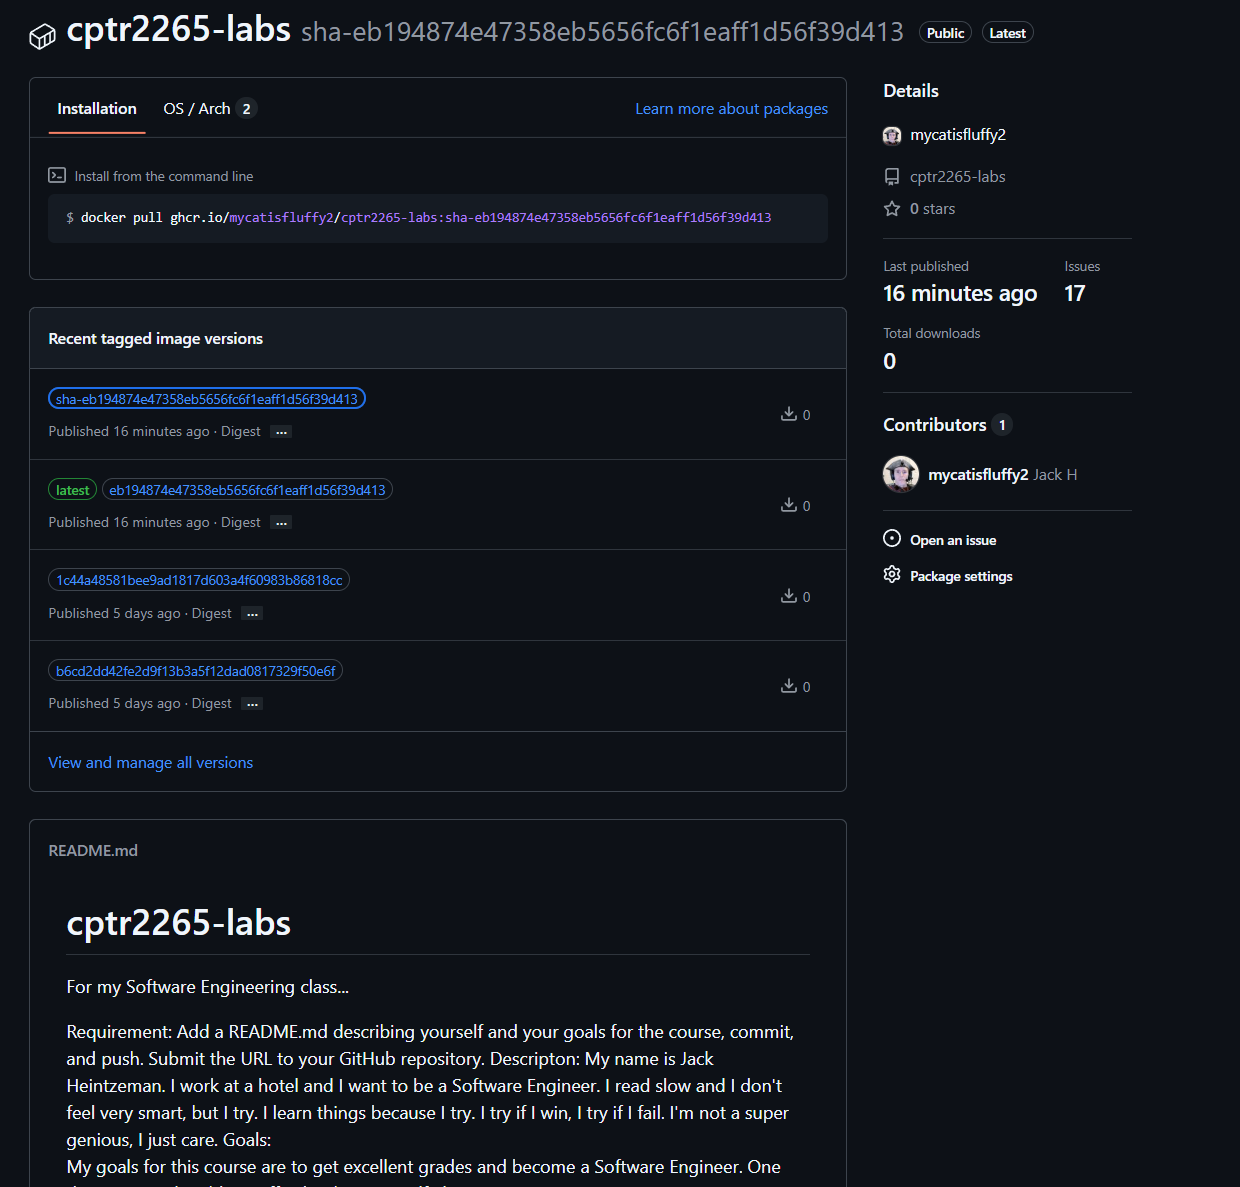 cptr2265-labs sha-eb194874e47358eb5656fc6f1eaff1d56f39d413 Public Latest
Installation OS / Arch 2 Learn more about packages
Install from the command line
$ docker pull ghcr.io/mycatisfluffy2/cptr2265-labs:sha-eb194874e47358eb5656fc6f1eaff1d56f39d413
Recent tagged image versions
sha-eb194874e47358eb5656fc6f1eaff1d56f39d413
Published 16 minutes ago · Digest ...
0
latest eb194874e47358eb5656fc6f1eaff1d56f39d413
Published 16 minutes ago · Digest ...
0
1c44a48581bee9ad1817d603a4f60983b86818cc
Published 5 days ago · Digest ...
0
b6cd2dd42fe2d9f13b3a5f12dad0817329f50e6f
Published 5 days ago · Digest ...
0
View and manage all versions
README.md
cptr2265-labs
For my Software Engineering class...
Requirement: Add a README.md describing yourself and your goals for the course, commit,
and push. Submit the URL to your GitHub repository. Descripton: My name is Jack
Heintzeman. I work at a hotel and I want to be a Software Engineer. I read slow and I don't
feel very smart, but I try. I learn things because I try. I try if I win, I try if I fail. I'm not a super
genious, I just care. Goals:
My goals for this course are to get excellent grades and become a Software Engineer. One
Details
mycatisfluffy2
cptr2265-labs
0 stars
Last published Issues
16 minutes ago 17
Total downloads
0
Contributors 1
mycatisfluffy2 Jack H
Open an issue
Package settings